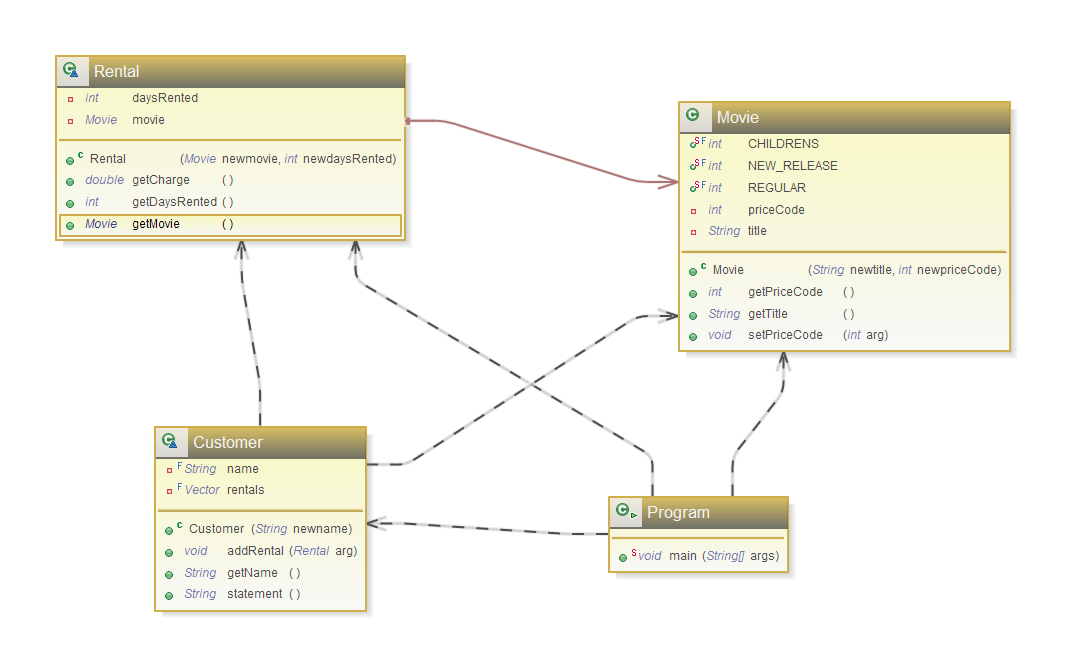 Rental
int daysRented
Movie movie
C Rental (Movie newmovie, int newdaysRented)
double getCharge ( )
int getDaysRented ( )
Movie getMovie ( )
Movie
S F int CHILDRENS
S F int NEW_RELEASE
S F int REGULAR
int priceCode
String title
C Movie (String newtitle, int newpriceCode)
int getPriceCode ( )
String getTitle ( )
void setPriceCode (int arg)
Customer
F String name
F Vector rentals
C Customer (String newname)
void addRental (Rental arg)
String getName ( )
String statement ( )
Program
S void main (String[] args)